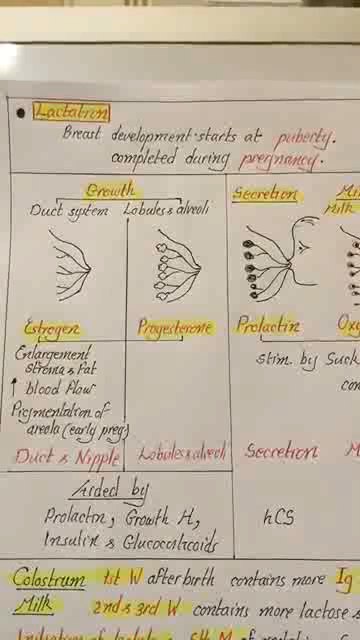 Lactation
Breast development starts at puberty.
completed during pregnancy.
Growth
Duct system Lobules & alveoli
Estrogen Progesterone
Enlargement
stroma & fat
↑ blood flow
Pigmentation of
areola (early preg)
Duct & Nipple Lobules & alveoli
Secretion
Prolactin
stim. by Suck
Secretion
Milk
Aided by
Prolactin, Growth H,
Insulin & Glucocorticoids
hCS
Colostrum 1st W after birth contains more Ig
Milk 2nd & 3rd W contains more lactose &